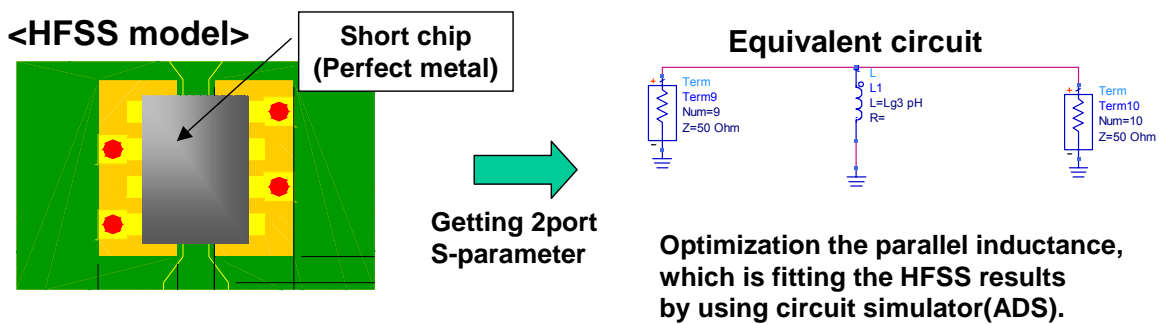 <HFSS model>
Short chip
(Perfect metal)
Getting 2port
S-parameter
Equivalent circuit
+
Term
Term9
Num=9
Z=50 Ohm
-
L
L1
L=Lg3 pH
R=
+
Term
Term10
Num=10
Z=50 Ohm
-
Optimization the parallel inductance,
which is fitting the HFSS results
by using circuit simulator(ADS).